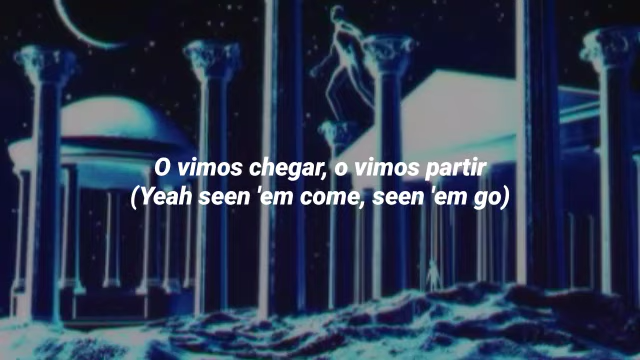 O vimos chegar, o vimos partir
(Yeah seen 'em come, seen 'em go)